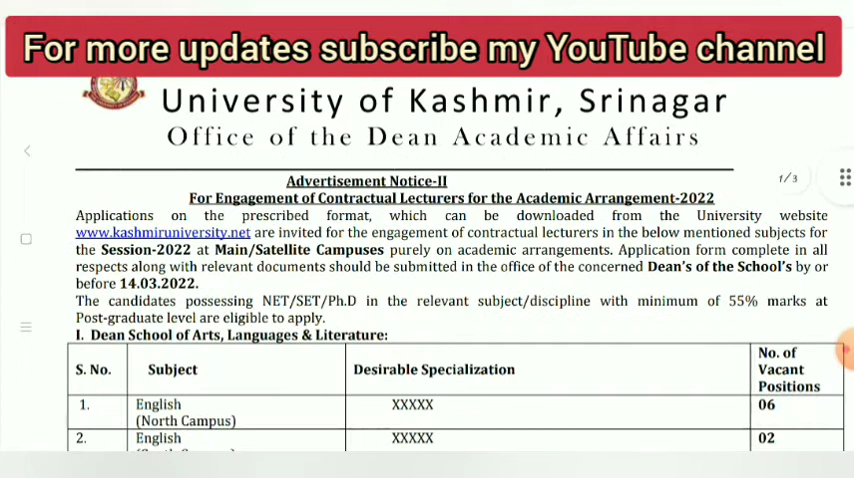 For more updates subscribe my YouTube channel
University of Kashmir, Srinagar
Office of the Dean Academic Affairs
1/3
Advertisement Notice-II
For Engagement of Contractual Lecturers for the Academic Arrangement-2022
Applications on the prescribed format, which can be downloaded from the University website
www.kashmiruniversity.net are invited for the engagement of contractual lecturers in the below mentioned subjects for
the Session-2022 at Main/Satellite Campuses purely on academic arrangements. Application form complete in all
respects along with relevant documents should be submitted in the office of the concerned Dean's of the School's by or
before 14.03.2022.
The candidates possessing NET/SET/Ph.D in the relevant subject/discipline with minimum of 55% marks at
Post-graduate level are eligible to apply.
I. Dean School of Arts, Languages & Literature:
S. No. Subject Desirable Specialization No. of Vacant Positions
1. English XXXXX 06
(North Campus)
2. English XXXXX 02